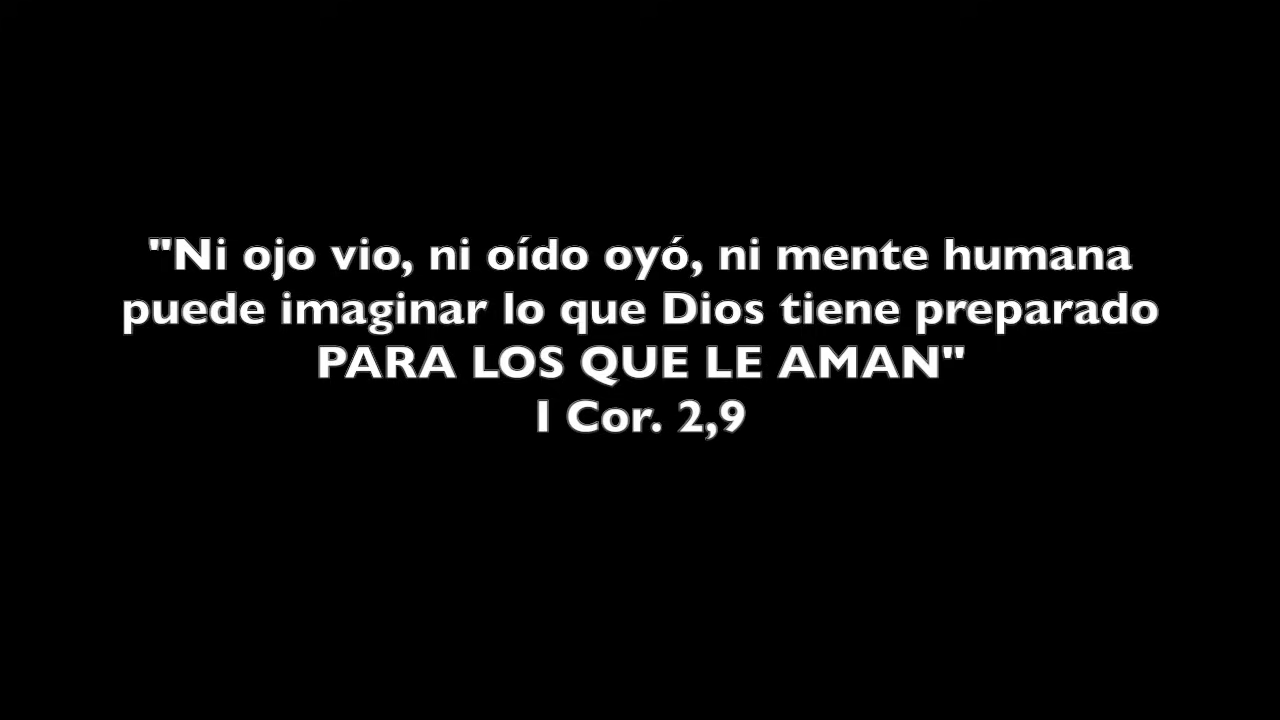 "Ni ojo vio, ni oído oyó, ni mente humana
puede imaginar lo que Dios tiene preparado
PARA LOS QUE LE AMAN"
1 Cor. 2,9